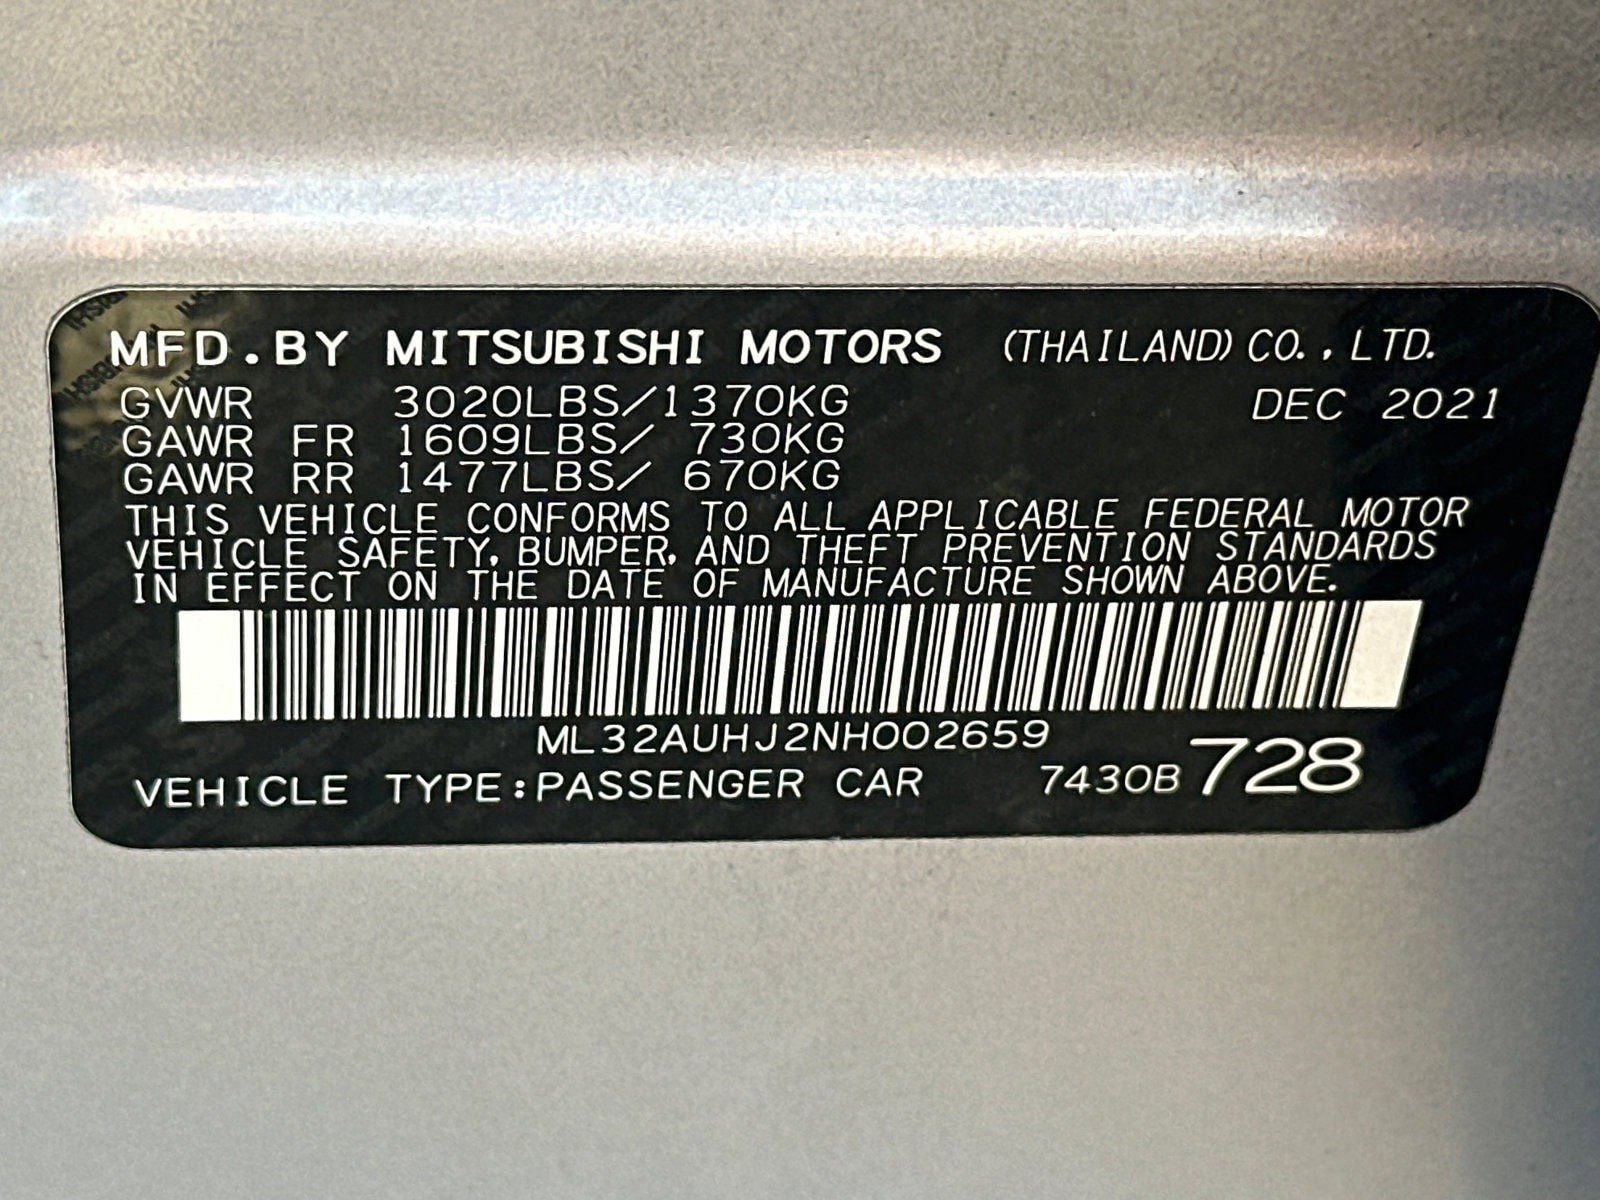 MFD.BY MITSUBISHI MOTORS (THAILAND) CO., LTD.
GVWR 3020LBS/1370KG DEC 2021
GAWR FR 1609LBS/ 730KG
GAWR RR 1477LBS/ 670KG
THIS VEHICLE CONFORMS TO ALL APPLICABLE FEDERAL MOTOR
VEHICLE SAFETY, BUMPER, AND THEFT PREVENTION STANDARDS
IN EFFECT ON THE DATE OF MANUFACTURE SHOWN ABOVE.
ML32AUHJ2NH002659
VEHICLE TYPE:PASSENGER CAR 7430B 728